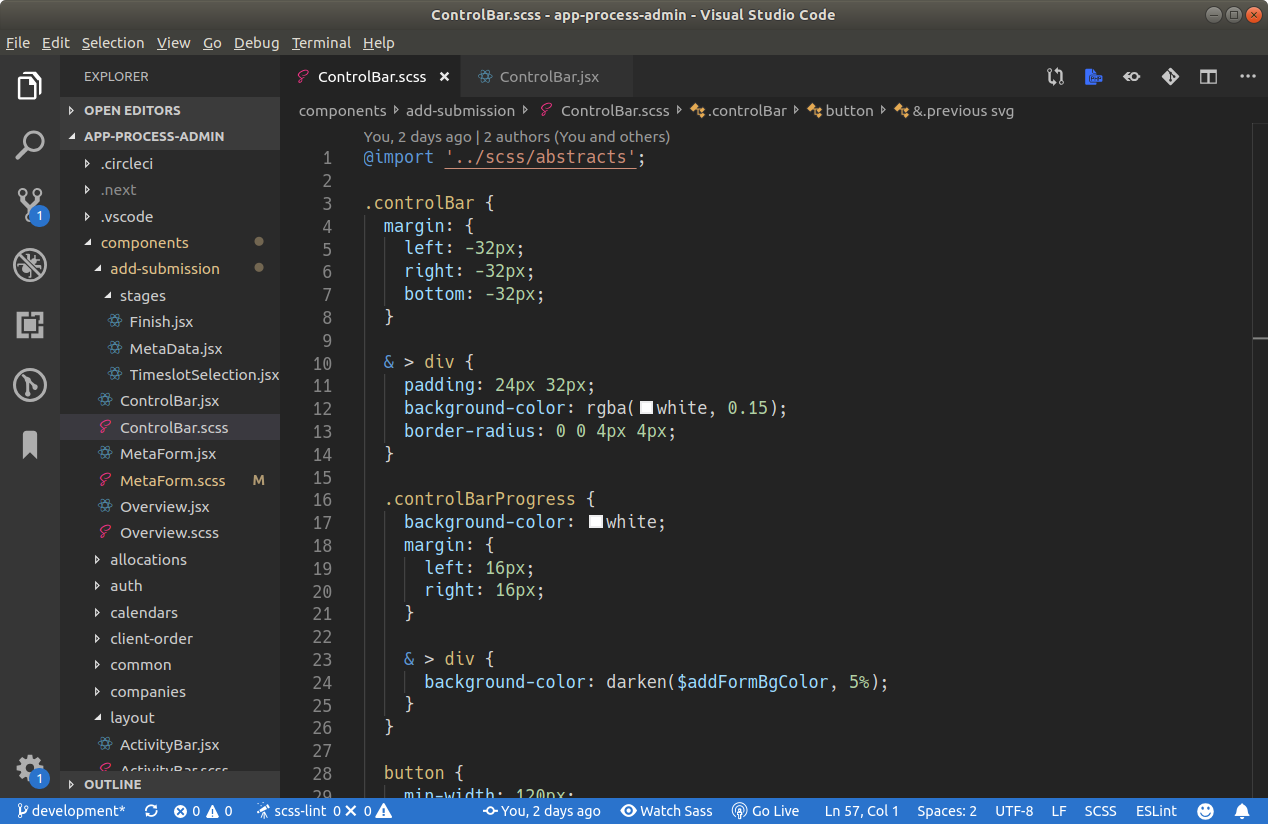 ControlBar.scss - app-process-admin - Visual Studio Code
File Edit Selection View Go Debug Terminal Help
EXPLORER
OPEN EDITORS
APP-PROCESS-ADMIN
.circleci
.next
.vscode
components
add-submission
stages
Finish.jsx
MetaData.jsx
TimeslotSelection.jsx
ControlBar.jsx
ControlBar.scss
MetaForm.jsx
MetaForm.scss M
Overview.jsx
Overview.scss
allocations
auth
calendars
client-order
common
companies
layout
ActivityBar.jsx
ActivityBar.scss
OUTLINE
1
1
ControlBar.scss ControlBar.jsx
components add-submission ControlBar.scss .controlBar button &.previous svg
You, 2 days ago | 2 authors (You and others)
1 @import '../scss/abstracts';
2
3 .controlBar {
4 margin: {
5 left: -32px;
6 right: -32px;
7 bottom: -32px;
8 }
9
10 & > div {
11 padding: 24px 32px;
12 background-color: rgba(white, 0.15);
13 border-radius: 0 0 4px 4px;
14 }
15
16 .controlBarProgress {
17 background-color: white;
18 margin: {
19 left: 16px;
20 right: 16px;
21 }
22
23 & > div {
24 background-color: darken($addFormBgColor, 5%);
25 }
26 }
27
28 button {
29 min-width: 120px;
development* 0 0 scss-lint 0 0 You, 2 days ago Watch Sass Go Live Ln 57, Col 1 Spaces: 2 UTF-8 LF SCSS ESLint